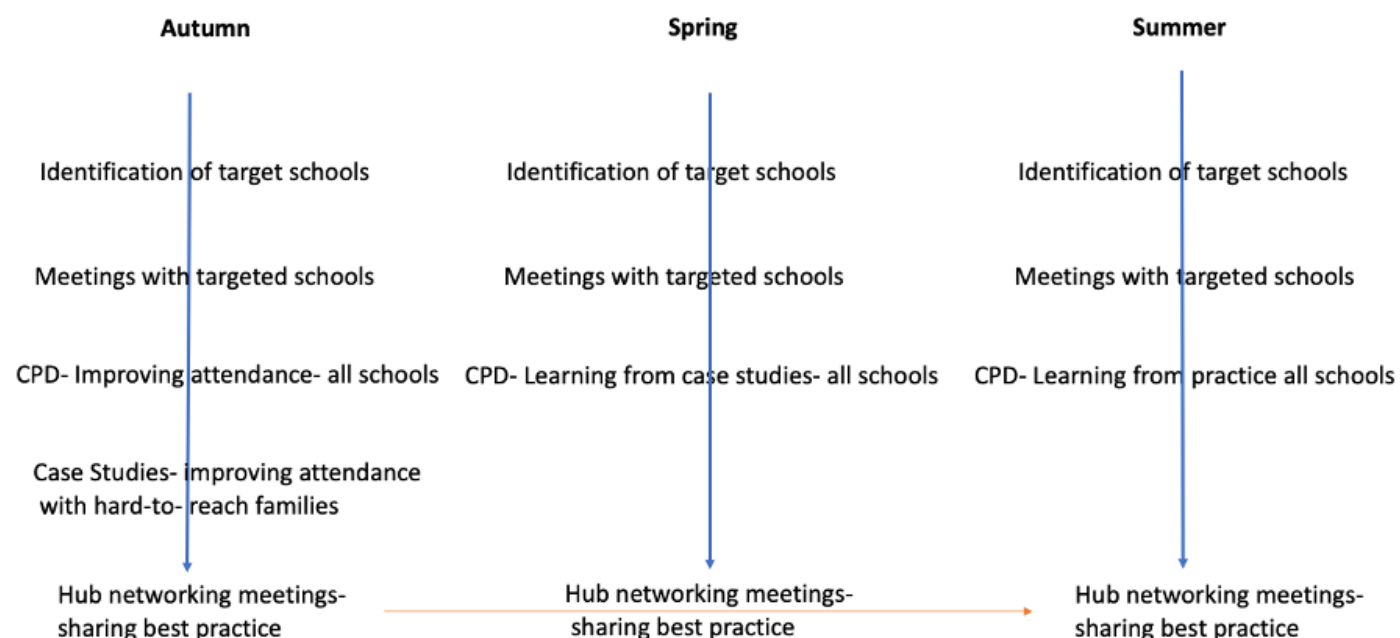 Autumn
Spring
Summer
Identification of target schools
Identification of target schools
Identification of target schools
Meetings with targeted schools
Meetings with targeted schools
Meetings with targeted schools
CPD- Improving attendance- all schools
CPD- Learning from case studies- all schools
CPD- Learning from practice all schools
Case Studies- improving attendance
with hard-to- reach families
Hub networking meetings-
sharing best practice
Hub networking meetings-
sharing best practice
Hub networking meetings-
sharing best practice